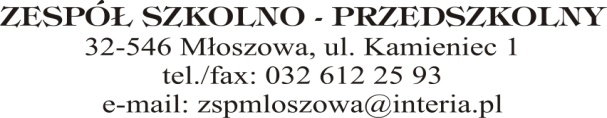 ZESPÓŁ SZKOLNO - PRZEDSZKOLNY
32-546 Młoszowa, ul. Kamieniec 1
tel./fax: 032 612 25 93
e-mail: zspmloszowa@interia.pl